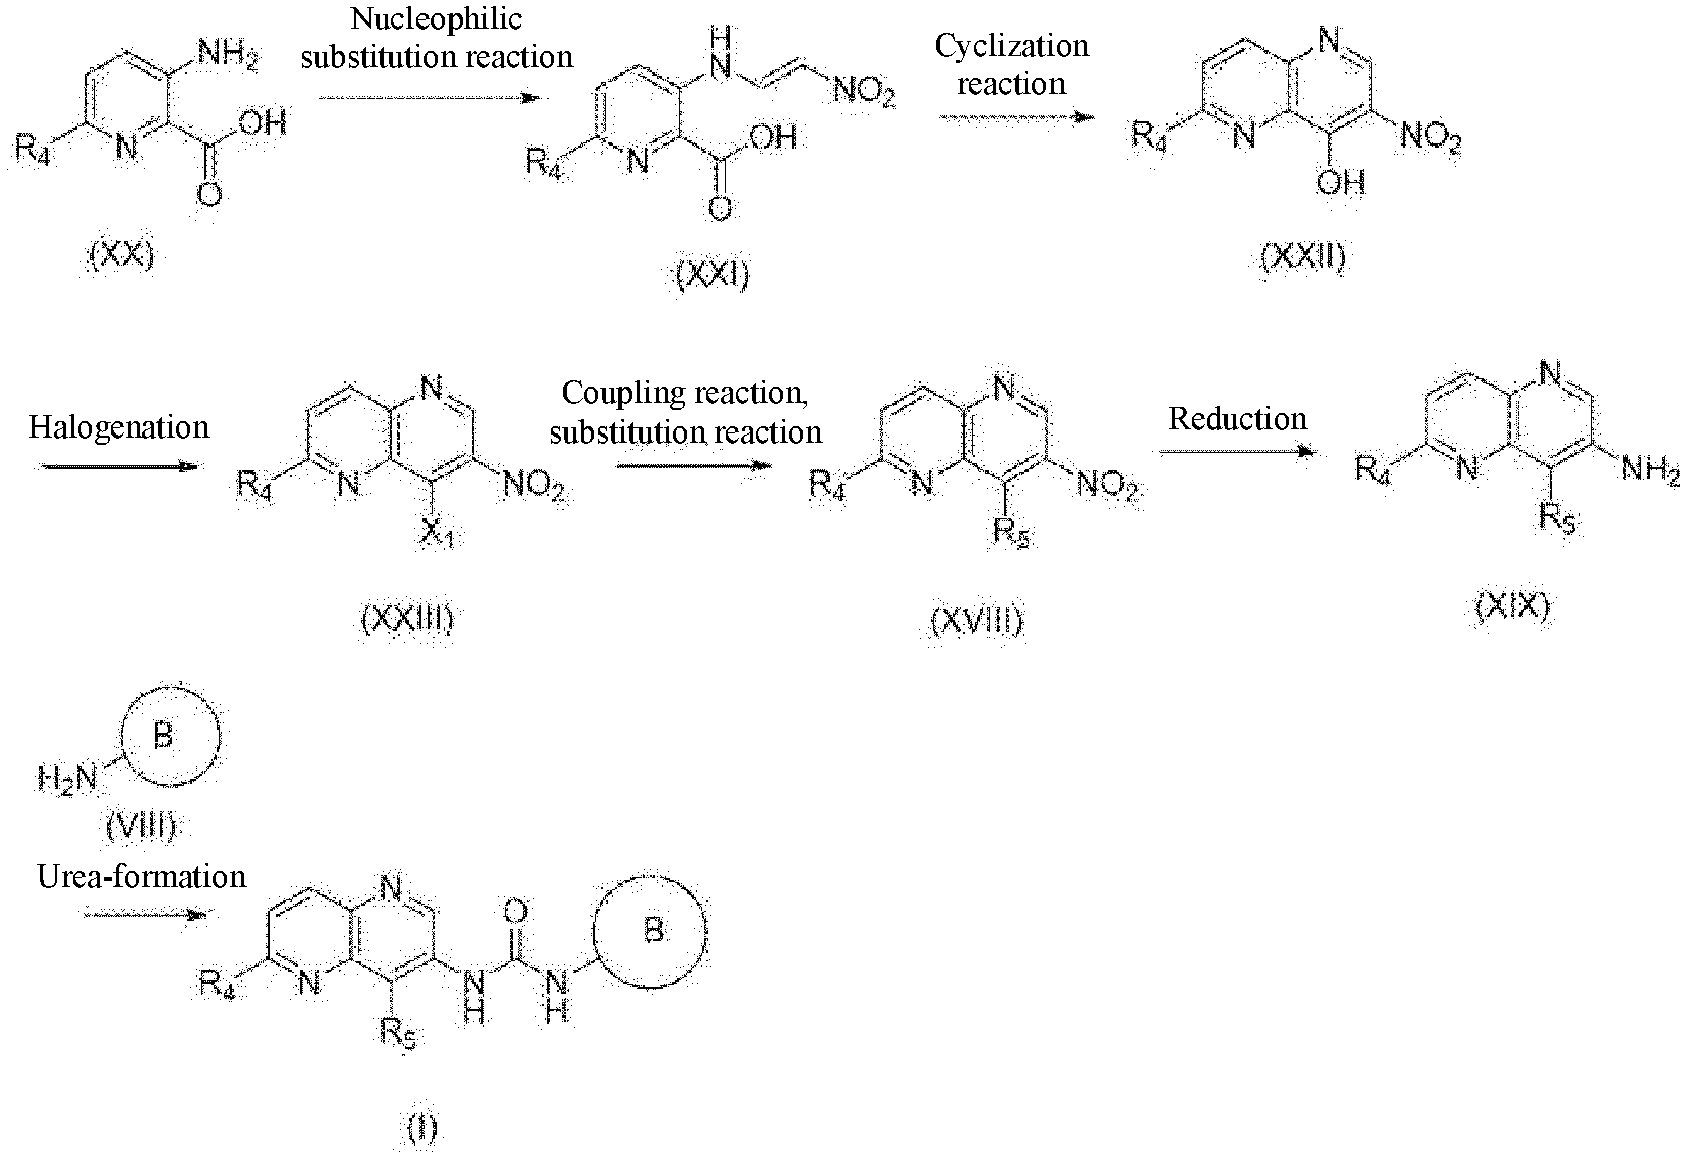 Nucleophilic
substitution reaction
Cyclization
reaction
NH2
OH
R4
N
O
(XX)
H
N
NO2
OH
R4
N
O
(XXI)
N
R4
N
NO2
OH
(XXII)
Halogenation
N
R4
N
NO2
X1
(XXIII)
Coupling reaction,
substitution reaction
N
R4
N
NO2
R5
(XVIII)
Reduction
N
R4
N
NH2
R5
(XIX)
B
H2N
(VIII)
Urea-formation
N
O
B
R4
N
N
H
N
H
R5
(I)